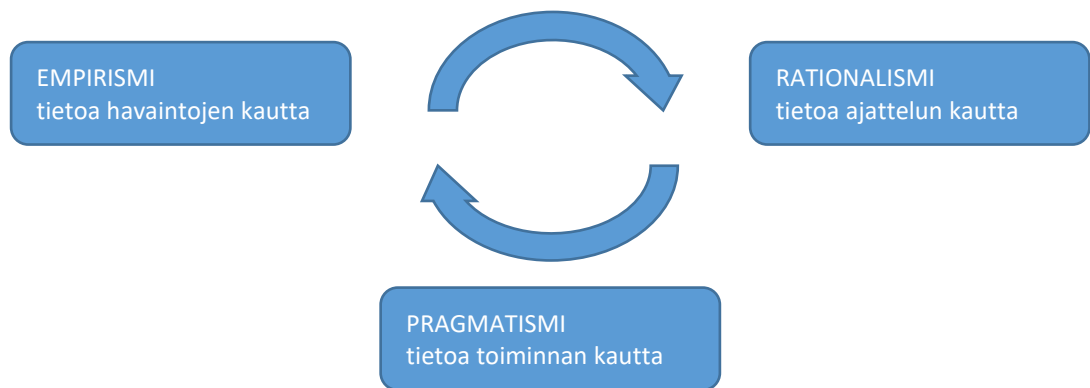 EMPIRISMI
tietoa havaintojen kautta
RATIONALISMI
tietoa ajattelun kautta
PRAGMATISMI
tietoa toiminnan kautta